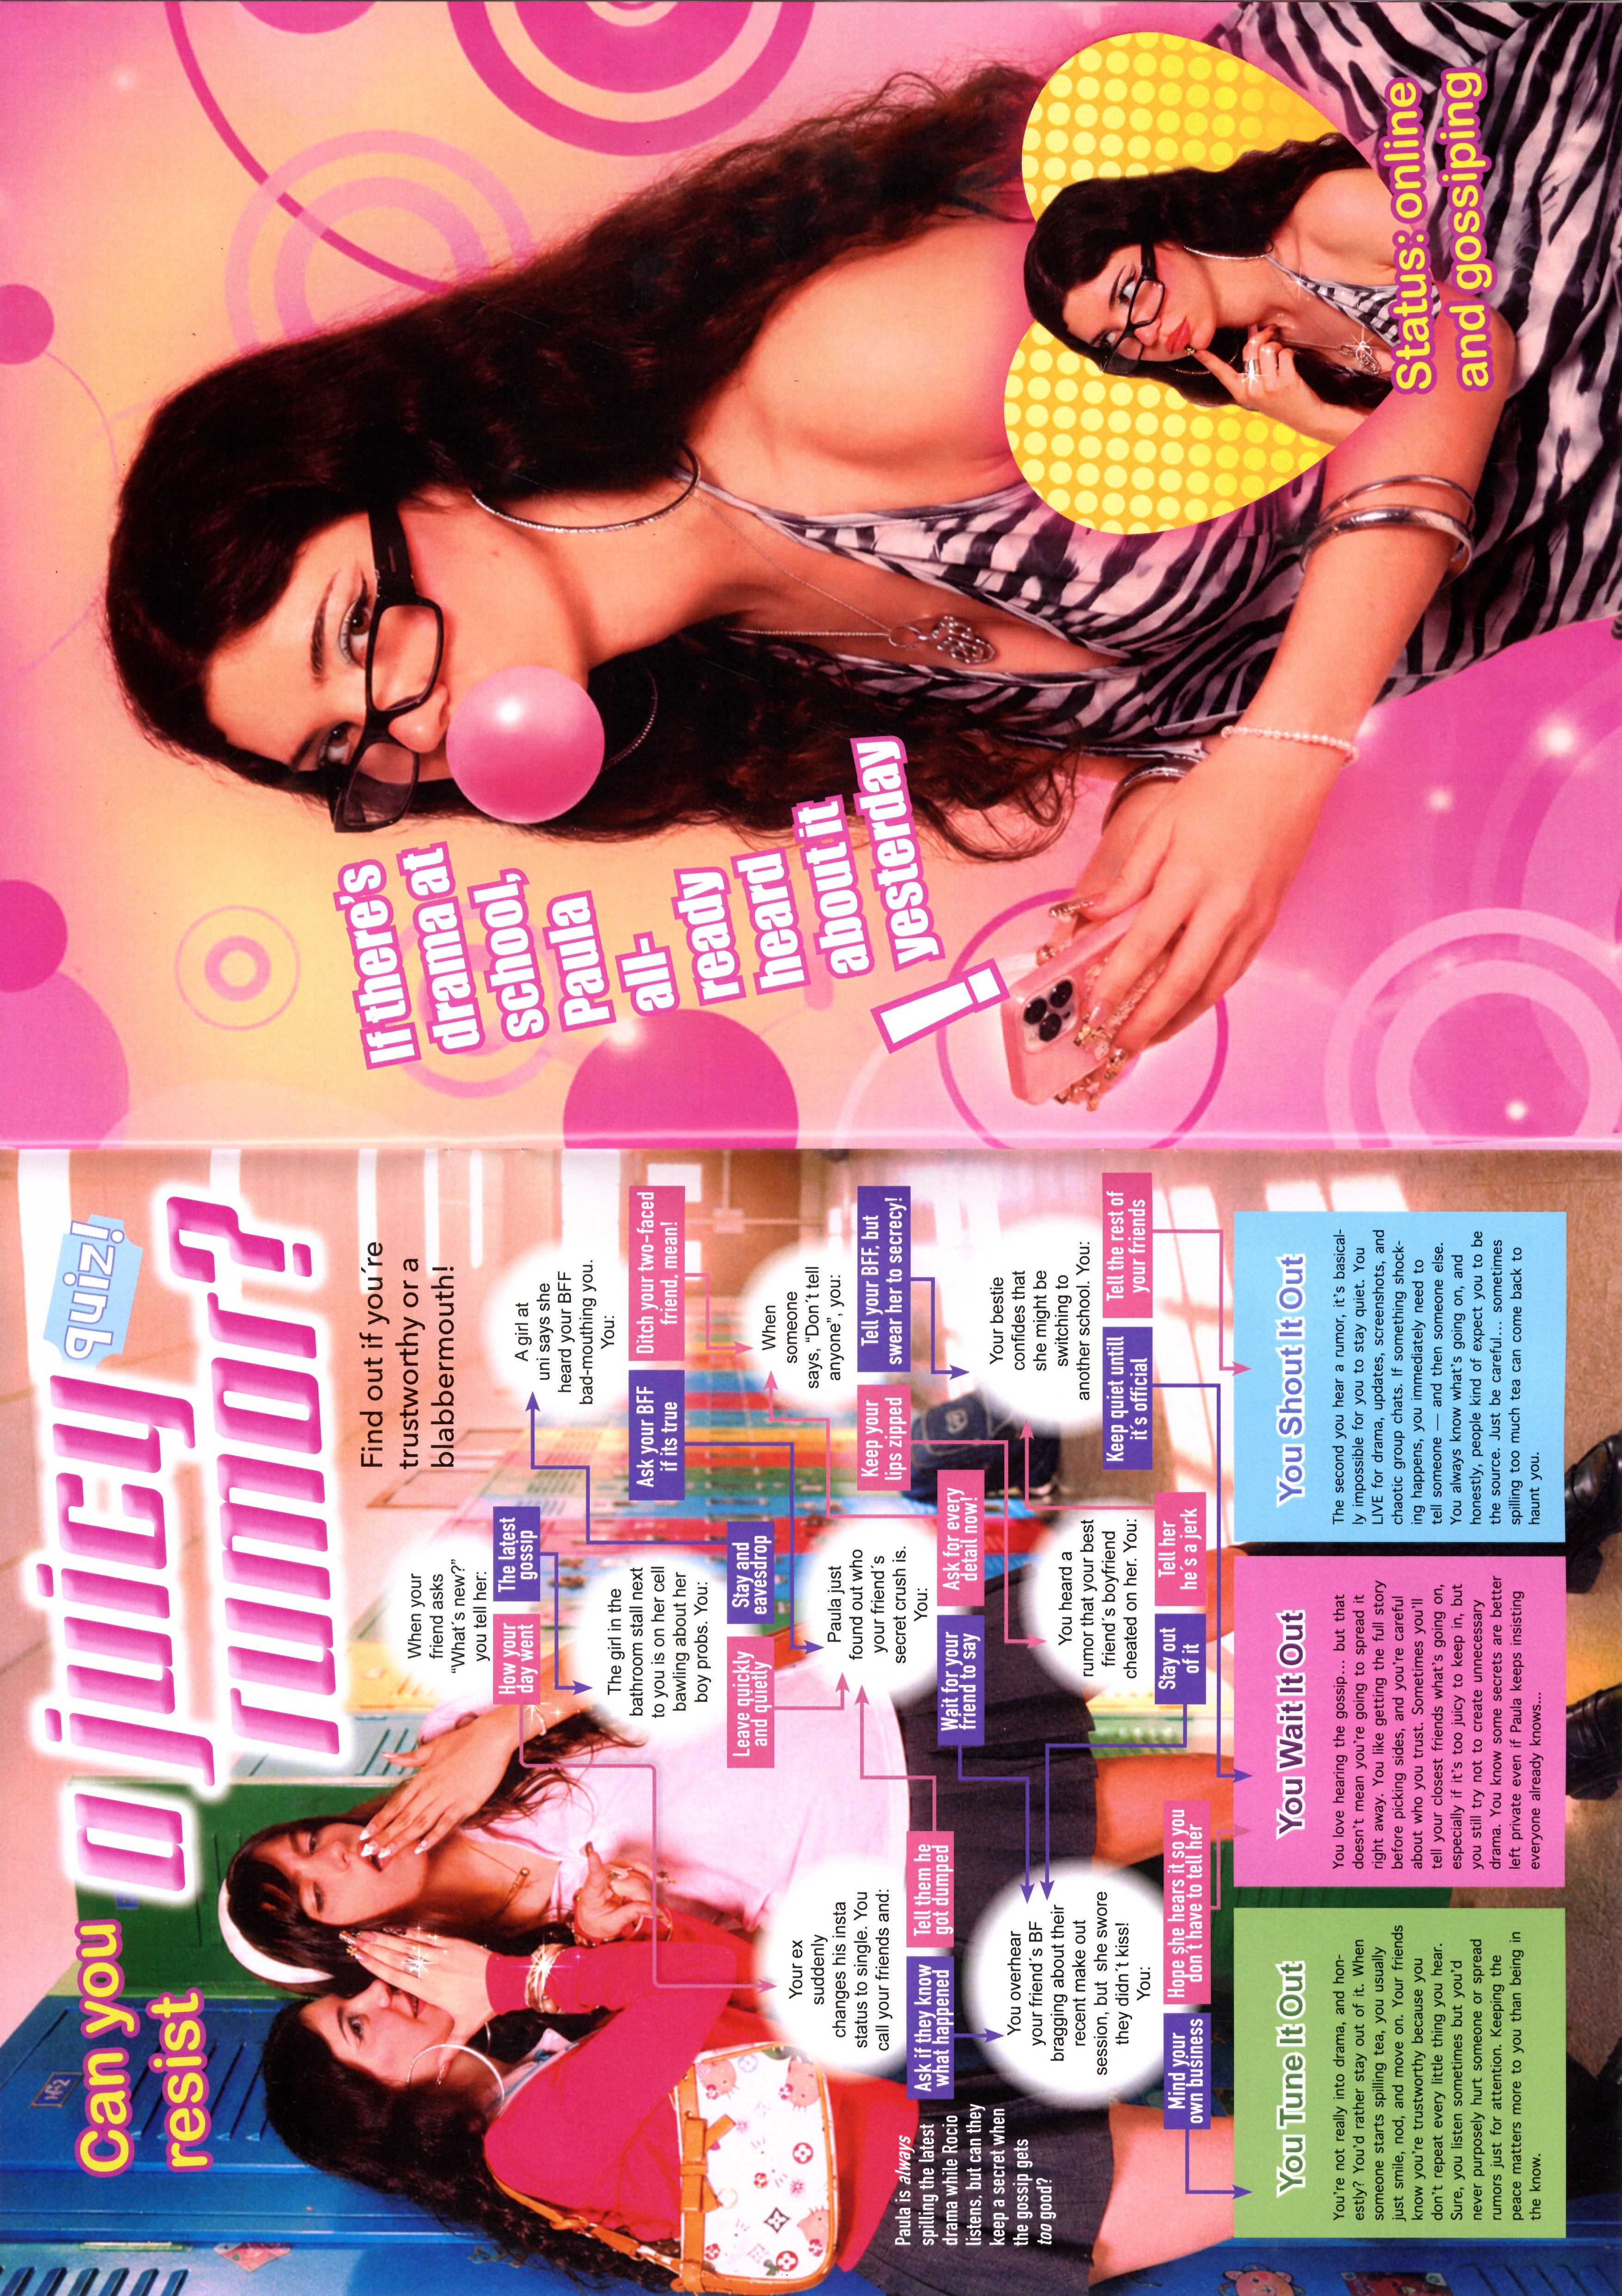 Can you
resist
a juicy
rumor?
quiz!
Find out if you´re
trustworthy or a
blabbermouth!
When your
friend asks
“What´s new?”
you tell her:
How your
day went
The latest
gossip
A girl at
uni says she
heard your BFF
bad-mouthing you.
You:
Ask your BFF
if its true
Ditch your two-faced
friend, mean!
The girl in the
bathroom stall next
to you is on her cell
bawling about her
boy probs. You:
Leave quickly
and quietly
Stay and
eavesdrop
When
someone
says, “Don´t tell
anyone”, you:
Keep your
lips zipped
Tell your BFF, but
swear her to secrecy!
Your ex
suddenly
changes his insta
status to single. You
call your friends and:
Ask if they know
what happened
Tell them he
got dumped
Paula just
found out who
your friend´s
secret crush is.
You:
Wait for your
friend to say
Ask for every
detail now!
Paula is always
spilling the latest
drama while Rocio
listens, but can they
keep a secret when
the gossip gets
too good?
You overhear
your friend´s BF
bragging about their
recent make out
session, but she swore
they didn´t kiss!
You:
Mind your
own business
Hope she hears it so you
don´t have to tell her
You heard a
rumor that your best
friend´s boyfriend
cheated on her. You:
Stay out
of it
Tell her
he´s a jerk
Your bestie
confides that
she might be
switching to
another school. You:
Keep quiet untill
it´s official
Tell the rest of
your friends
You Tune It Out
You’re not really into drama, and hon-
estly? You’d rather stay out of it. When
someone starts spilling tea, you usually
just smile, nod, and move on. Your friends
know you’re trustworthy because you
don’t repeat every little thing you hear.
Sure, you listen sometimes but you’d
never purposely hurt someone or spread
rumors just for attention. Keeping the
peace matters more to you than being in
the know.
You Wait It Out
You love hearing the gossip... but that
doesn’t mean you’re going to spread it
right away. You like getting the full story
before picking sides, and you’re careful
about who you trust. Sometimes you’ll
tell your closest friends what’s going on,
especially if it’s too juicy to keep in, but
you still try not to create unnecessary
drama. You know some secrets are better
left private even if Paula keeps insisting
everyone already knows...
You Shout It Out
The second you hear a rumor, it’s basical-
ly impossible for you to stay quiet. You
LIVE for drama, updates, screenshots, and
chaotic group chats. If something shock-
ing happens, you immediately need to
tell someone — and then someone else.
You always know what’s going on, and
honestly, people kind of expect you to be
the source. Just be careful... sometimes
spilling too much tea can come back to
haunt you.
If there’s
drama at
school,
Paula
all-
ready
heard
about it
yesterday
!
Status: online
and gossiping